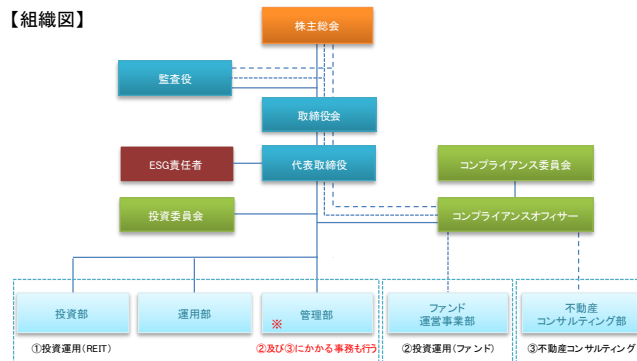 【組織図】
株主総会
監査役
取締役会
ESG責任者
代表取締役
コンプライアンス委員会
投資委員会
コンプライアンスオフィサー
投資部
運用部
管理部
※
ファンド
運営事業部
不動産
コンサルティング部
①投資運用(REIT)
②及び③にかかる事務も行う
②投資運用(ファンド)
③不動産コンサルティング